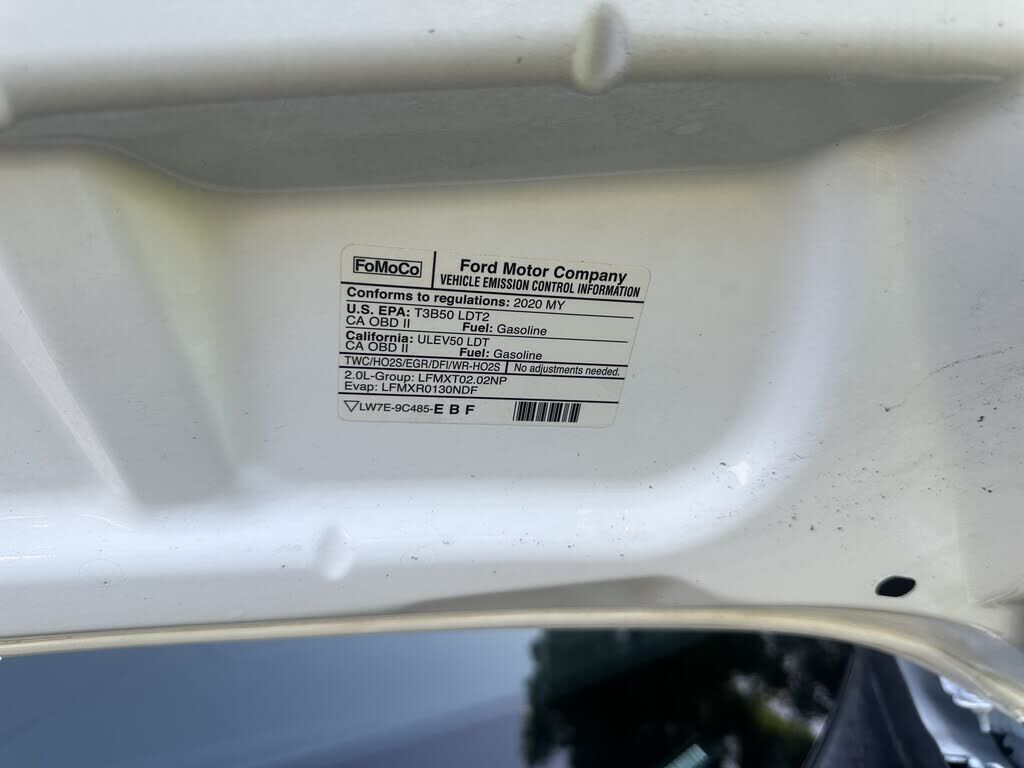 FoMoCo
Ford Motor Company
VEHICLE EMISSION CONTROL INFORMATION
Conforms to regulations: 2020 MY
U.S. EPA: T3B50 LDT2
CA OBD II Fuel: Gasoline
California: ULEV50 LDT
CA OBD II Fuel: Gasoline
TWC/HO2S/EGR/DFI/WR-HO2S No adjustments needed.
2.0L-Group: LFMXT02.02NP
Evap: LFMXR0130NDF
LW7E-9C485-E B F